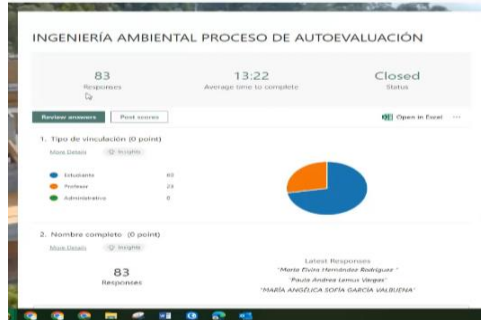 INGENIERÍA AMBIENTAL PROCESO DE AUTOEVALUACIÓN
83
Responses
13:22
Average time to complete
Closed
Status
Review answers
Post scores
Open in Excel
1. Tipo de vinculación (0 point)
More Details
Insights
Estudiante
Profesor
23
Administrativo
0
2. Nombre completo (0 point)
More Details
Insights
83
Responses
Latest Responses
"Marta Elvira Hernández Rodríguez "
"Paula Andrea Lemus Vargas"
"MARÍA ANGÉLICA SOFÍA GARCÍA VALBUENA"